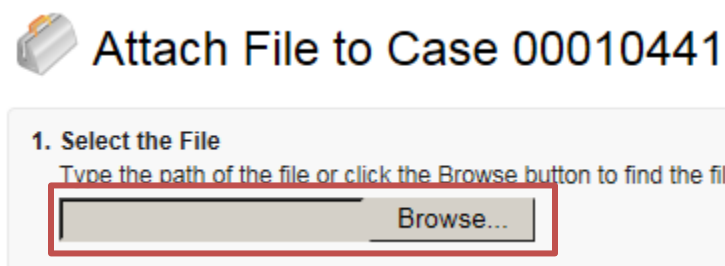 Attach File to Case 00010441
1. Select the File
Type the path of the file or click the Browse button to find the
Browse...